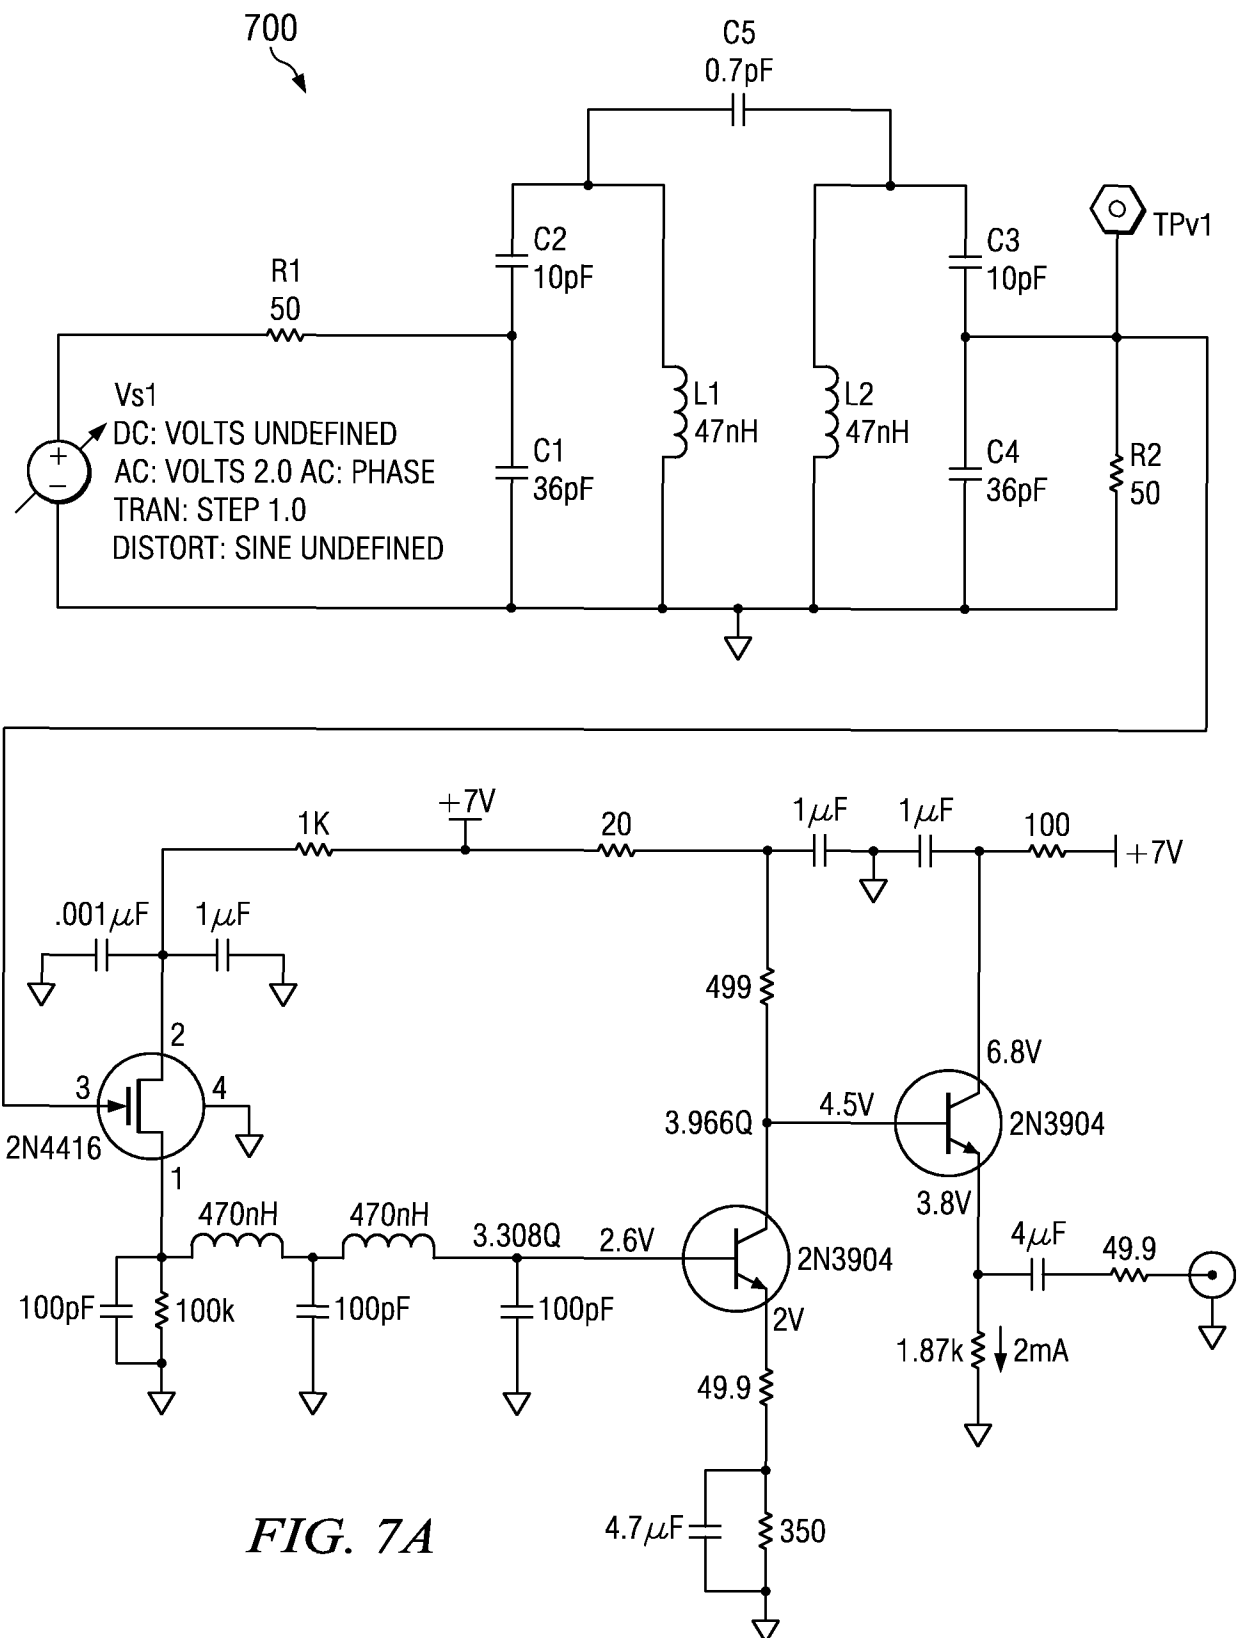 700
C5
0.7pF
C2
10pF
C3
10pF
TPv1
R1
50
Vs1
DC: VOLTS UNDEFINED
AC: VOLTS 2.0 AC: PHASE
TRAN: STEP 1.0
DISTORT: SINE UNDEFINED
+
−
C1
36pF
L1
47nH
L2
47nH
C4
36pF
R2
50
1K
+7V
20
1μF
1μF
100
+7V
.001μF
1μF
499
2
3
4
2N4416
1
6.8V
3.966Q
4.5V
2N3904
3.8V
470nH
470nH
3.308Q
2.6V
2N3904
4μF
49.9
100pF
100k
100pF
100pF
2V
1.87k
2mA
49.9
4.7μF
350
FIG. 7A